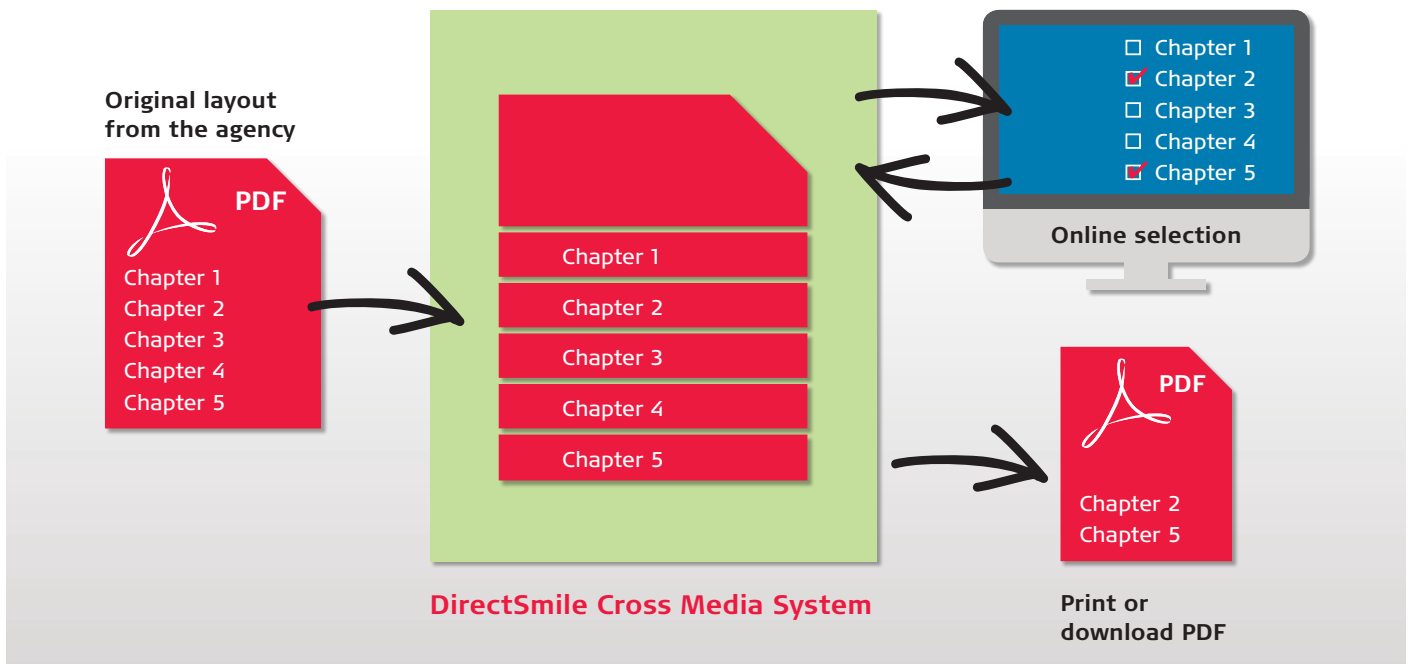 Original layout
from the agency
PDF
Chapter 1
Chapter 2
Chapter 3
Chapter 4
Chapter 5
Chapter 1
Chapter 2
Chapter 3
Chapter 4
Chapter 5
DirectSmile Cross Media System
Chapter 1
Chapter 2
Chapter 3
Chapter 4
Chapter 5
Online selection
PDF
Chapter 2
Chapter 5
Print or
download PDF